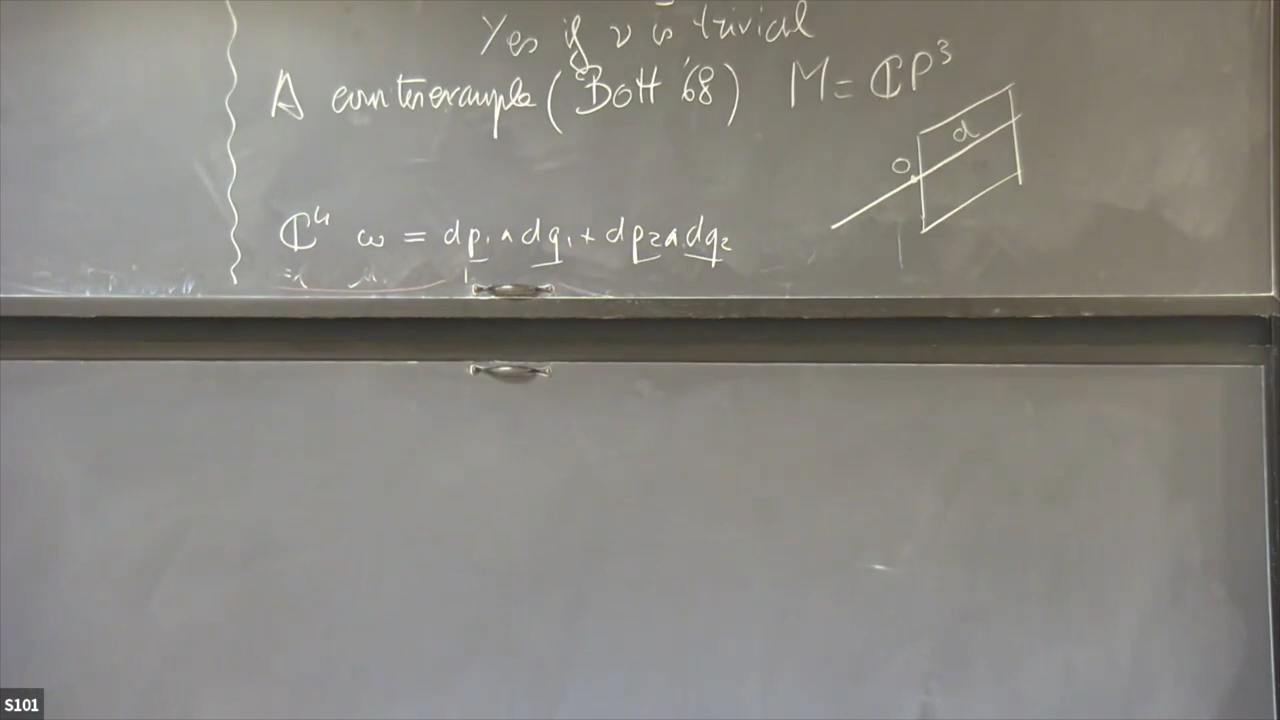 Yes if ν is trivial
A counterexample (Bott '68) M = ℂP³
d
O
ℂ⁴ ω = dp₁ ∧ dq₁ + dp₂ ∧ dq₂
S101